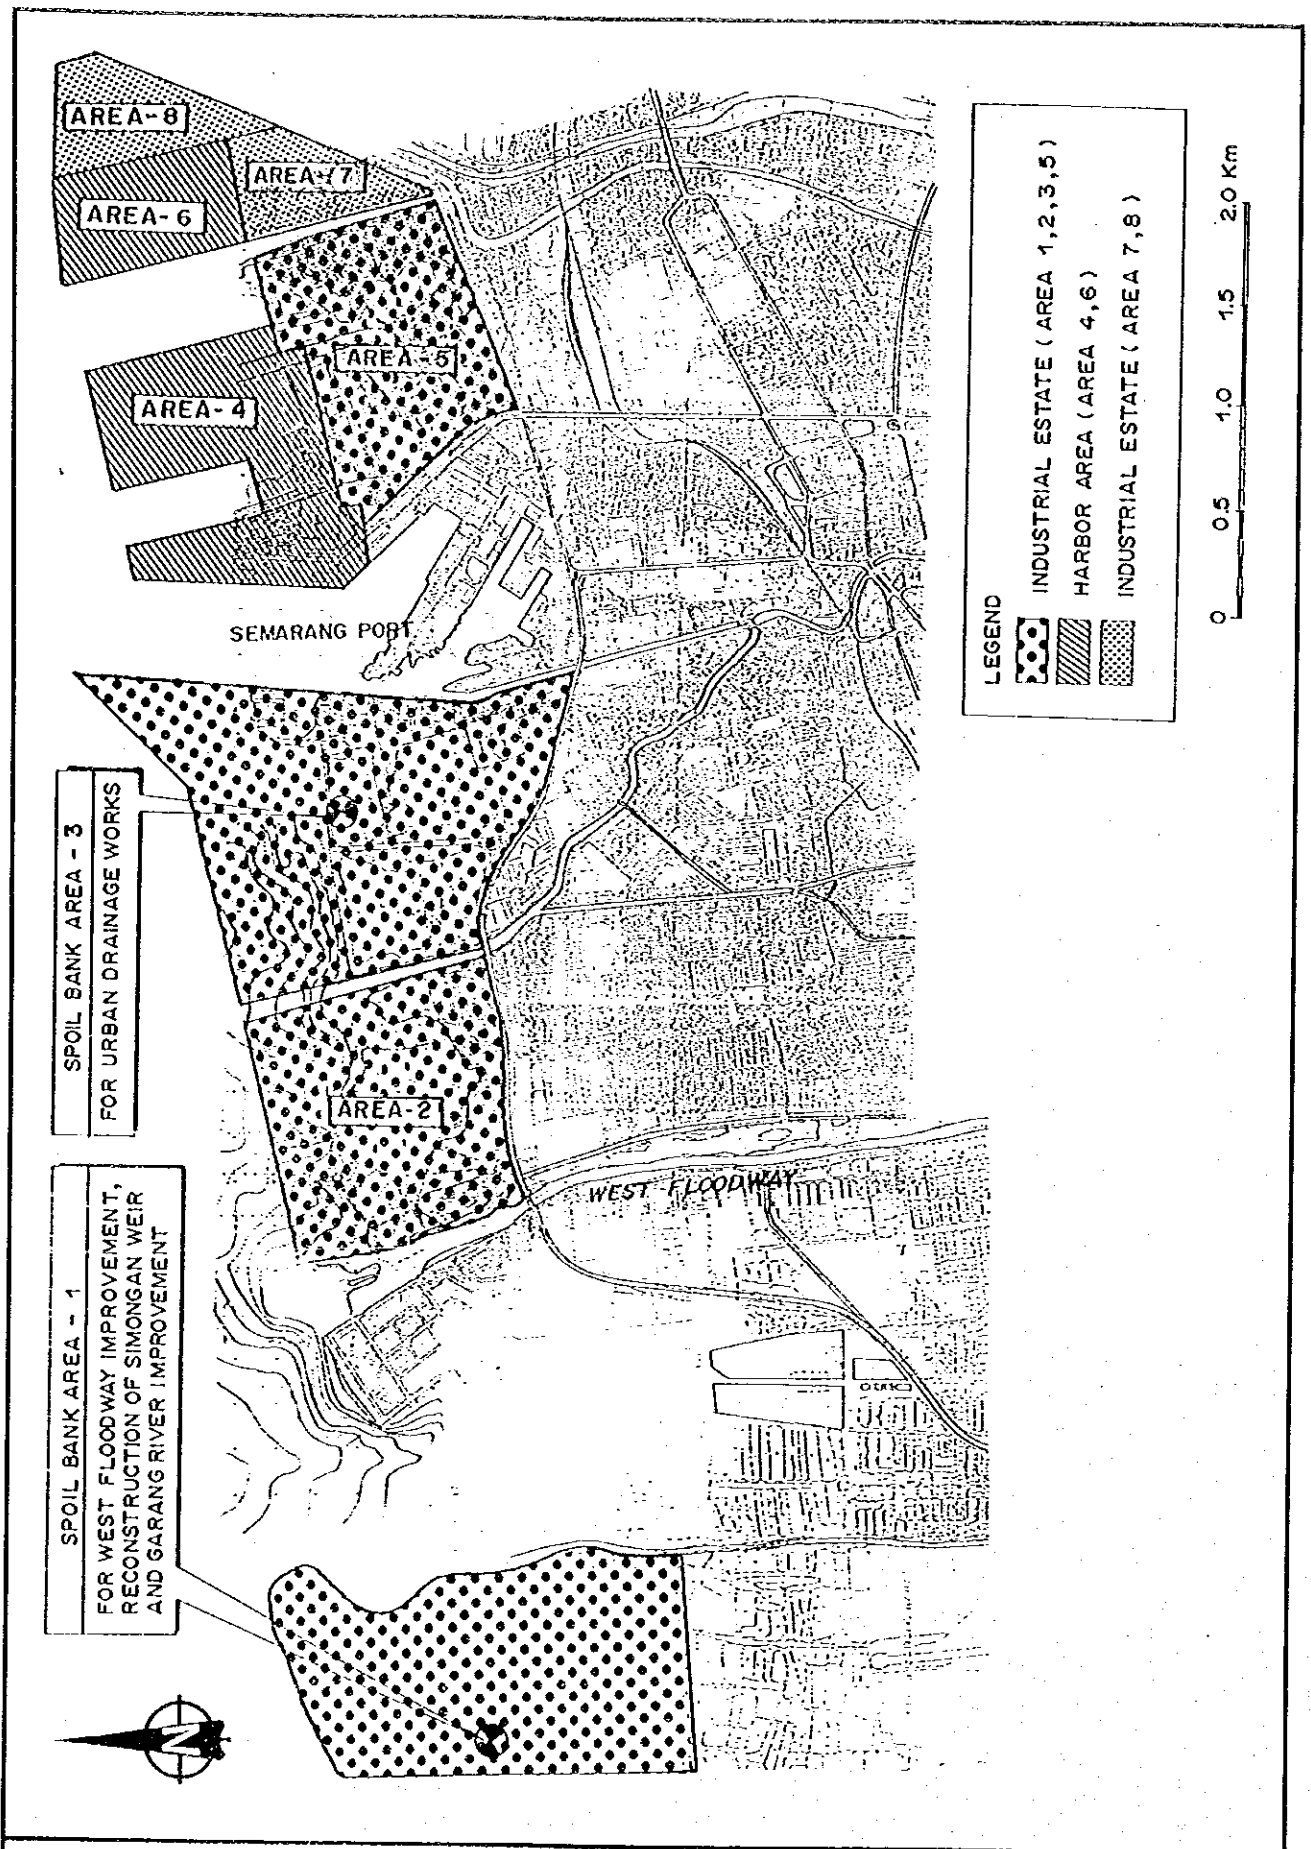 SPOIL BANK AREA - 1
FOR WEST FLOODWAY IMPROVEMENT,
RECONSTRUCTION OF SIMONGAN WEIR
AND GARANG RIVER IMPROVEMENT
SPOIL BANK AREA - 3
FOR URBAN DRAINAGE WORKS
N
AREA-2
SEMARANG PORT
AREA-4
AREA-5
AREA-6
AREA-7
AREA-8
WEST FLOODWAY
LEGEND
INDUSTRIAL ESTATE (AREA 1,2,3,5)
HARBOR AREA (AREA 4,6)
INDUSTRIAL ESTATE (AREA 7,8)
0 0.5 1.0 1.5 2.0 Km